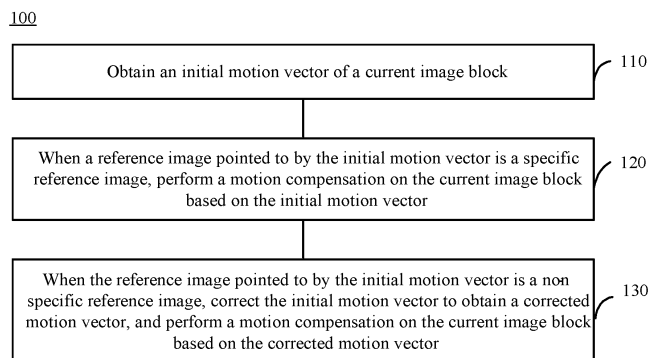 100
Obtain an initial motion vector of a current image block
110
When a reference image pointed to by the initial motion vector is a specific
reference image, perform a motion compensation on the current image block
based on the initial motion vector
120
When the reference image pointed to by the initial motion vector is a non-
specific reference image, correct the initial motion vector to obtain a corrected
motion vector, and perform a motion compensation on the current image block
based on the corrected motion vector
130